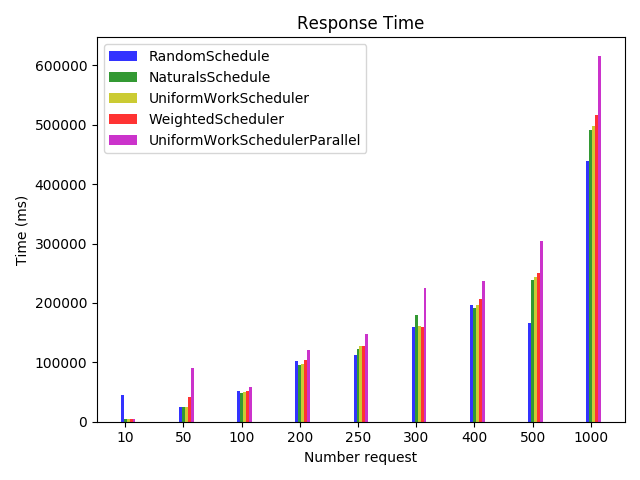 Response Time
RandomSchedule
NaturalsSchedule
UniformWorkScheduler
WeightedScheduler
UniformWorkSchedulerParallel
Time (ms)
600000
500000
400000
300000
200000
100000
0
10 50 100 200 250 300 400 500 1000
Number request